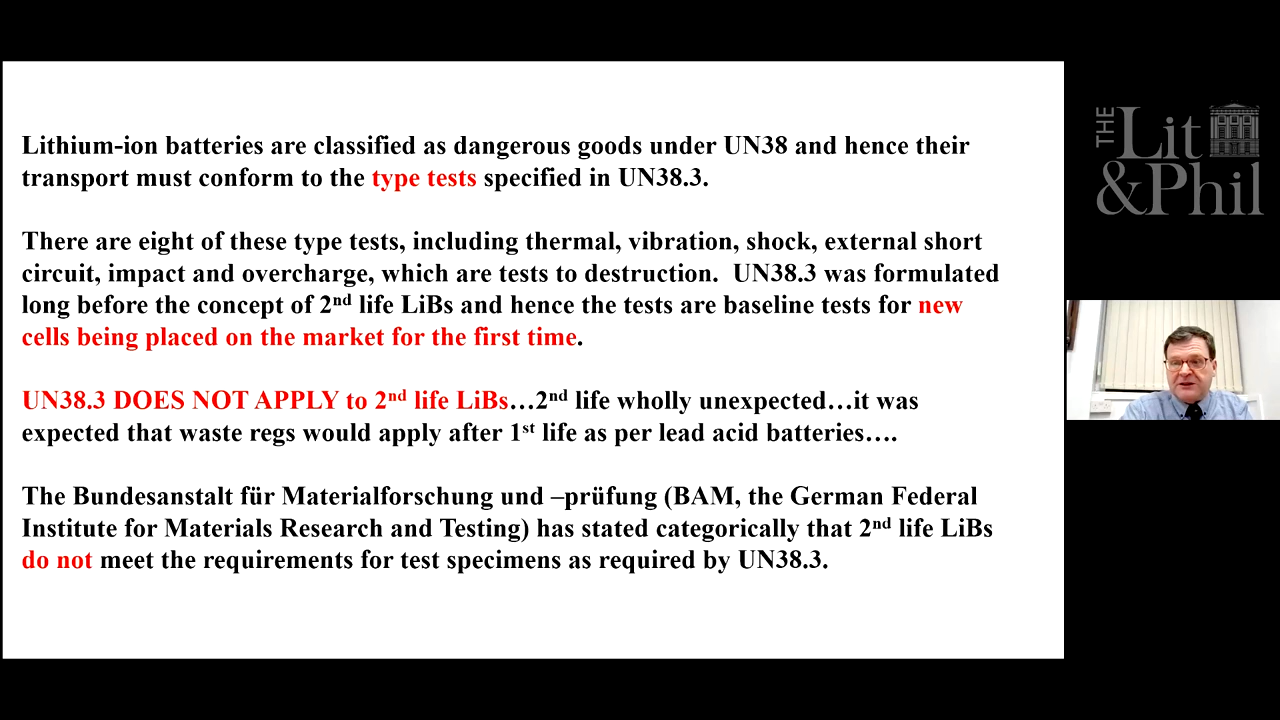 Lithium-ion batteries are classified as dangerous goods under UN38 and hence their
transport must conform to the type tests specified in UN38.3.
There are eight of these type tests, including thermal, vibration, shock, external short
circuit, impact and overcharge, which are tests to destruction.  UN38.3 was formulated
long before the concept of 2nd life LiBs and hence the tests are baseline tests for new
cells being placed on the market for the first time.
UN38.3 DOES NOT APPLY to 2nd life LiBs…2nd life wholly unexpected…it was
expected that waste regs would apply after 1st life as per lead acid batteries….
The Bundesanstalt für Materialforschung und –prüfung (BAM, the German Federal
Institute for Materials Research and Testing) has stated categorically that 2nd life LiBs
do not meet the requirements for test specimens as required by UN38.3.
THE
Lit
&Phil